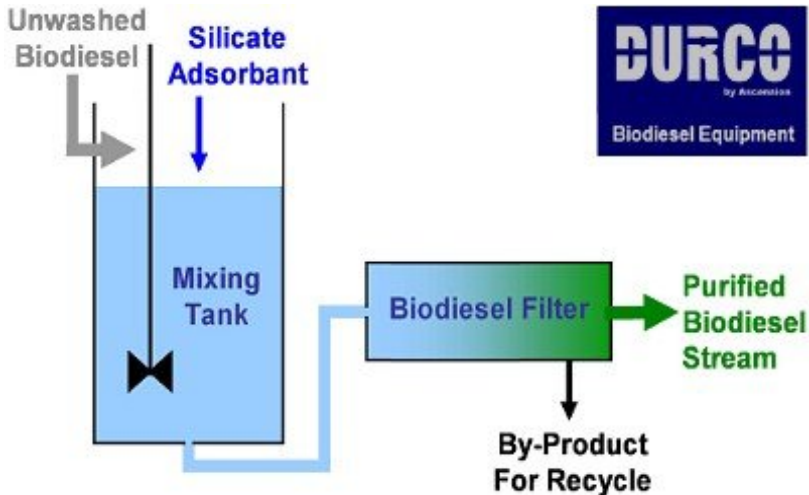 Unwashed
Biodiesel
Silicate
Adsorbant
DURCO
by Ascension
Biodiesel Equipment
Mixing
Tank
Biodiesel Filter
Purified
Biodiesel
Stream
By-Product
For Recycle